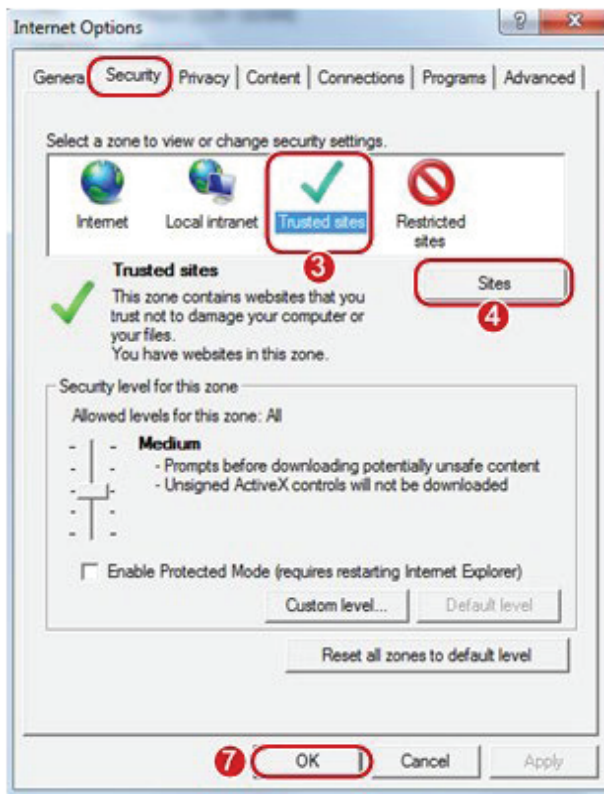 Internet Options
General Security Privacy Content Connections Programs Advanced
Select a zone to view or change security settings.
Internet Local intranet Trusted sites Restricted
sites
3
Trusted sites
Sites
4
This zone contains websites that you
trust not to damage your computer or
your files.
You have websites in this zone.
Security level for this zone
Allowed levels for this zone: All
Medium
- Prompts before downloading potentially unsafe content
- Unsigned ActiveX controls will not be downloaded
Enable Protected Mode (requires restarting Internet Explorer)
Custom level... Default level
Reset all zones to default level
7 OK Cancel Apply